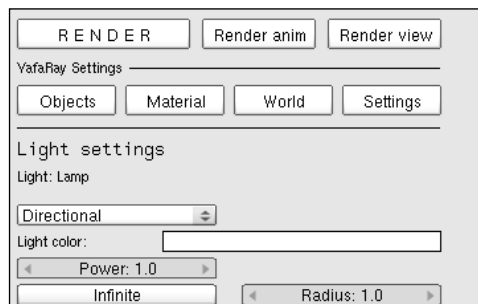 RENDER Render anim Render view
YafaRay Settings
Objects Material World Settings
Light settings
Light: Lamp
Directional
Light color:
Power: 1.0
Infinite Radius: 1.0